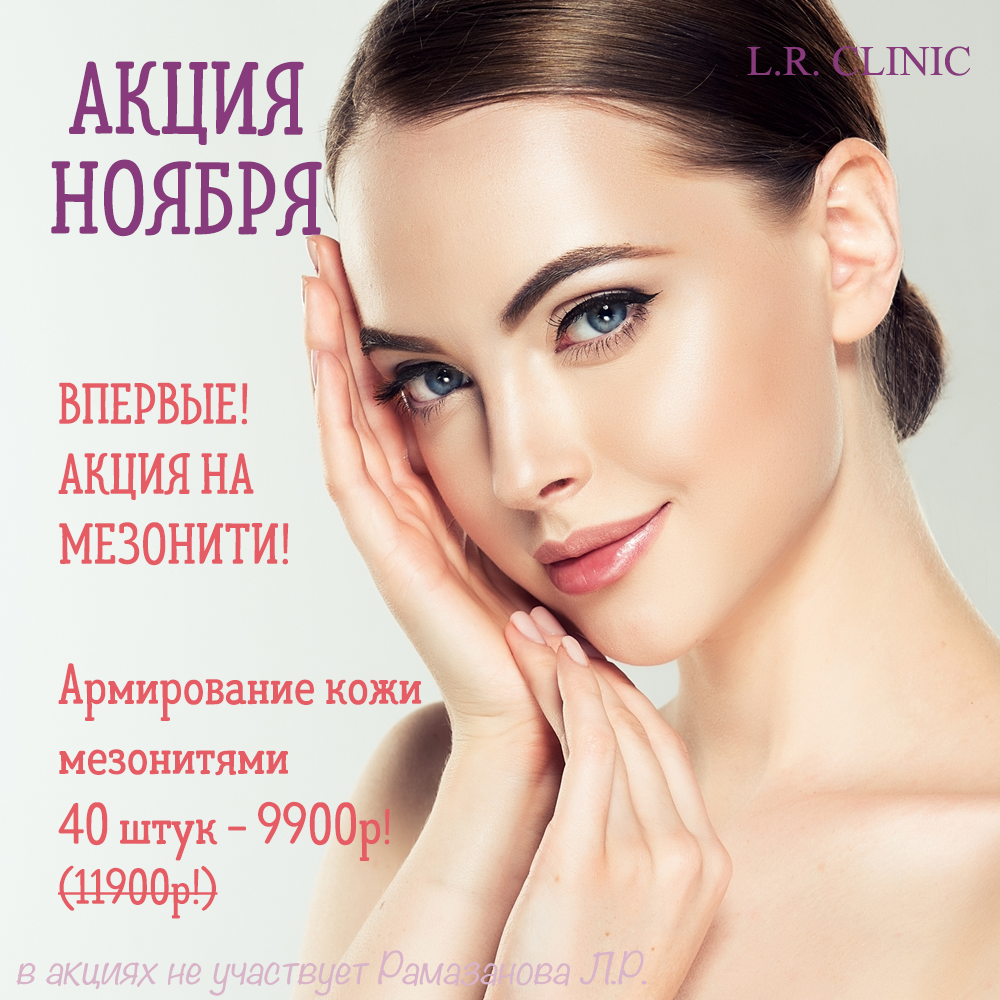 L.R. CLINIC
АКЦИЯ
НОЯБРЯ
ВПЕРВЫЕ!
АКЦИЯ НА
МЕЗОНИТИ!
Армирование кожи
мезонитями
40 штук - 9900р!
(11900р!)
в акциях не участвует Рамазанова Л.Р.